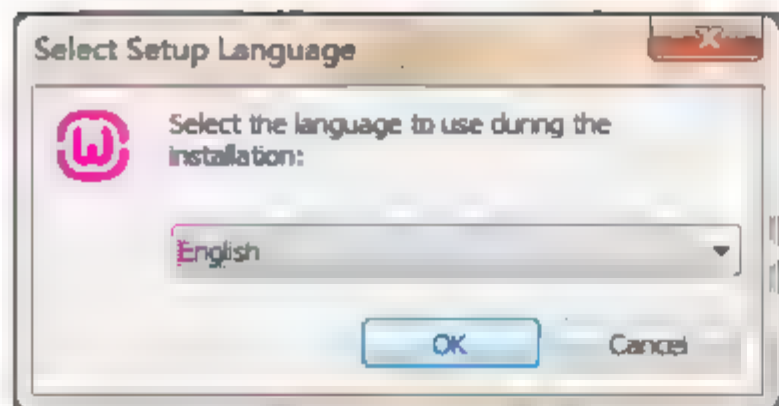 Select Setup Language
Select the language to use during the
installation:
English
OK
Cancel